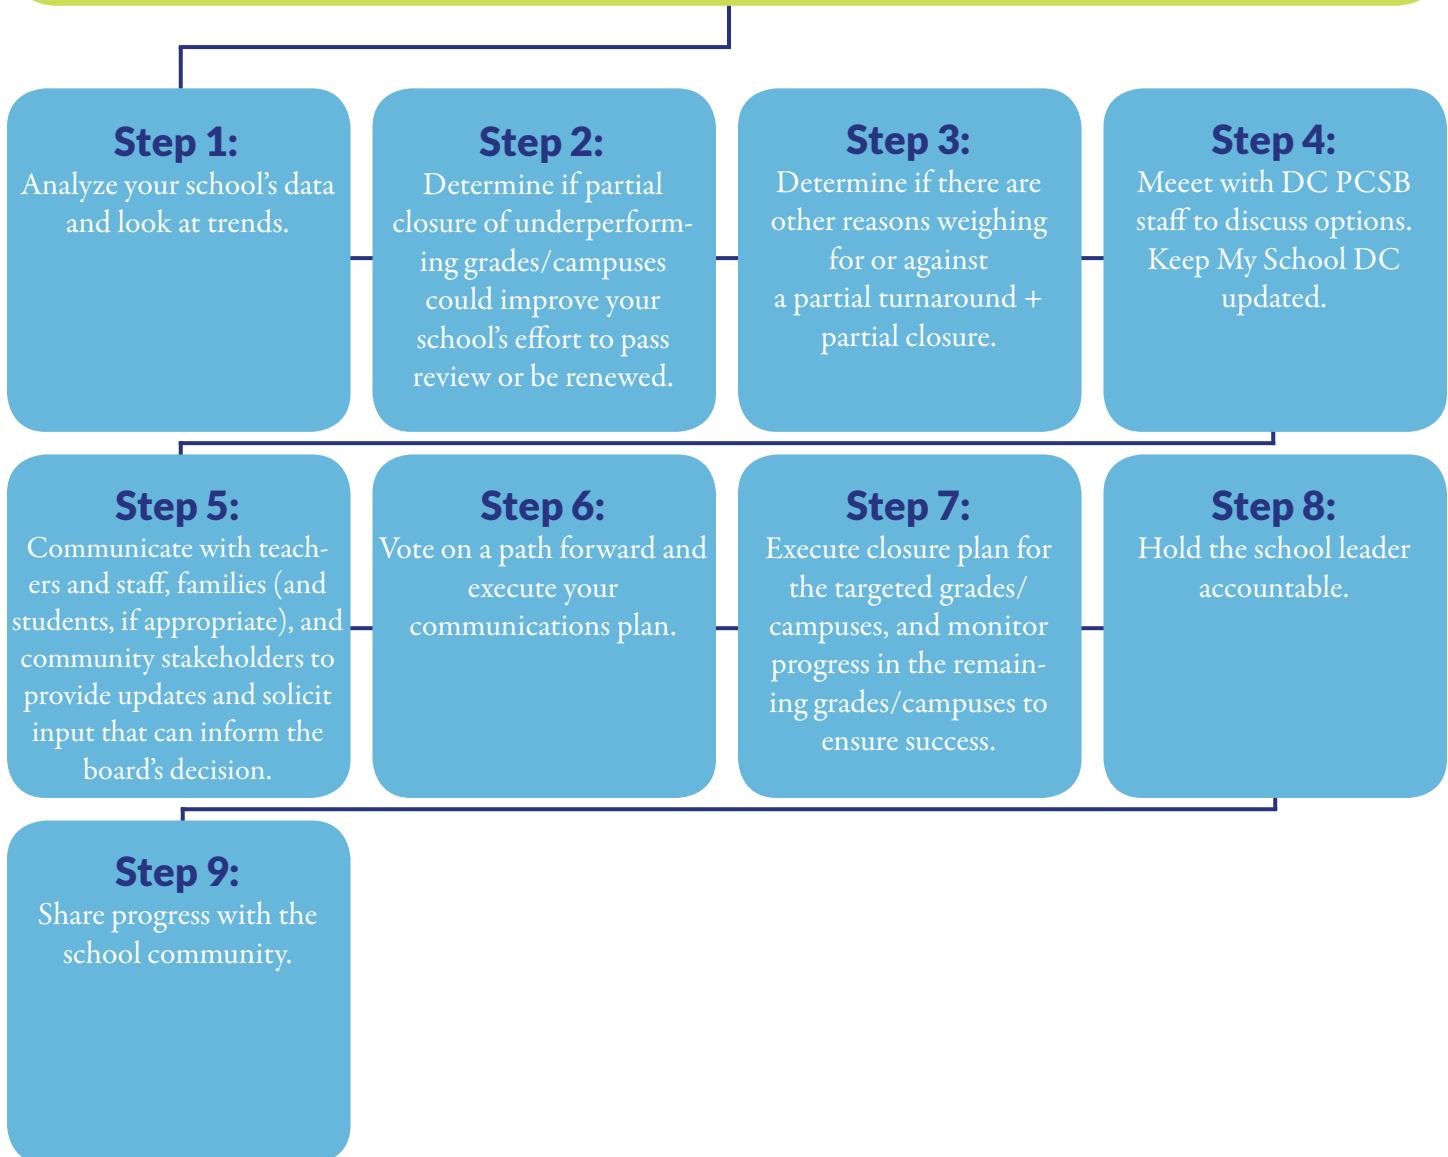 Step 1:
Analyze your school's data
and look at trends.
Step 2:
Determine if partial
closure of underperform-
ing grades/campuses
could improve your
school's effort to pass
review or be renewed.
Step 3:
Determine if there are
other reasons weighing
for or against
a partial turnaround +
partial closure.
Step 4:
Meeet with DC PCSB
staff to discuss options.
Keep My School DC
updated.
Step 5:
Communicate with teach-
ers and staff, families (and
students, if appropriate), and
community stakeholders to
provide updates and solicit
input that can inform the
board's decision.
Step 6:
Vote on a path forward and
execute your
communications plan.
Step 7:
Execute closure plan for
the targeted grades/
campuses, and monitor
progress in the remain-
ing grades/campuses to
ensure success.
Step 8:
Hold the school leader
accountable.
Step 9:
Share progress with the
school community.